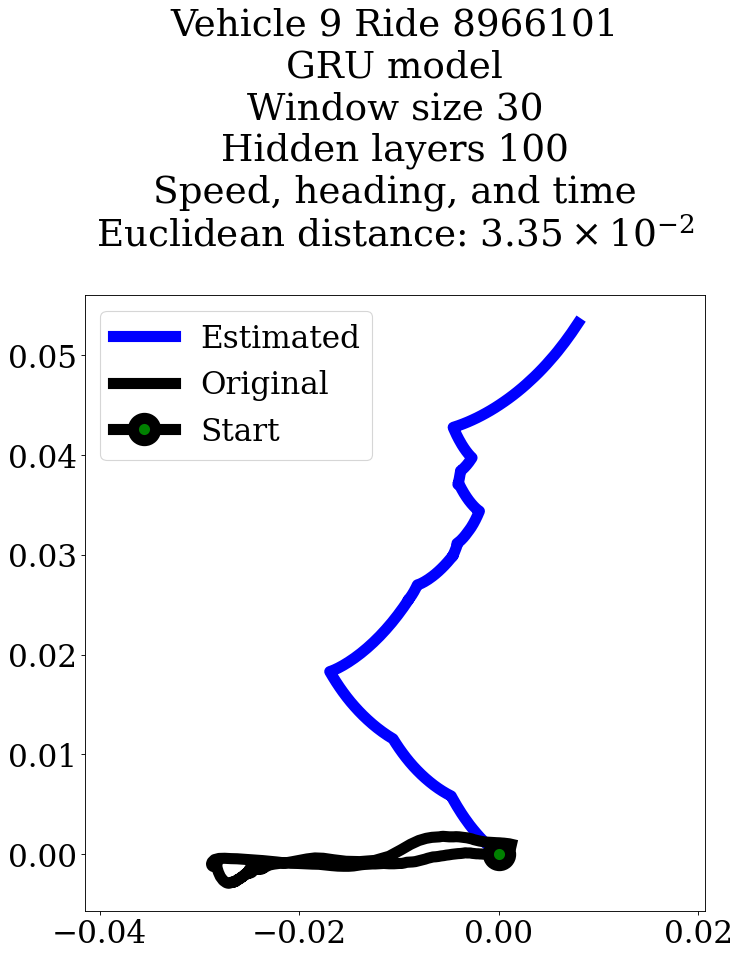 Vehicle 9 Ride 8966101
GRU model
Window size 30
Hidden layers 100
Speed, heading, and time
Euclidean distance: 3.35 × 10⁻²
Estimated
Original
Start
0.05
0.04
0.03
0.02
0.01
0.00
−0.04
−0.02
0.00
0.02